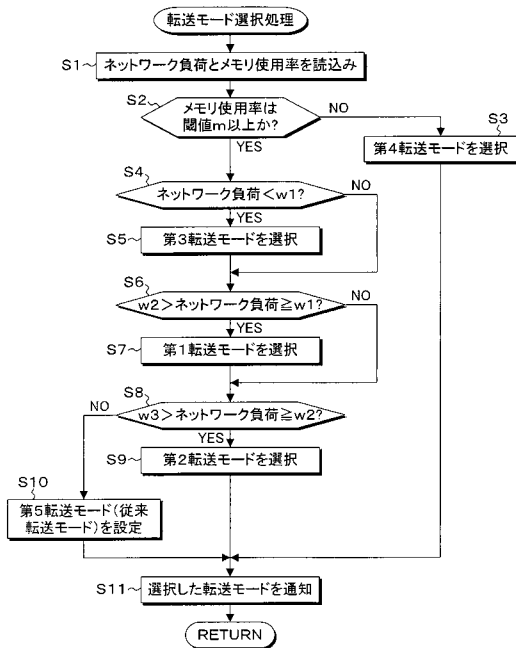 転送モード選択処理
S1
ネットワーク負荷とメモリ使用率を読込み
S2
メモリ使用率は
閾値m以上か?
NO
YES
S3
第4転送モードを選択
S4
ネットワーク負荷<w1?
NO
YES
S5
第3転送モードを選択
S6
w2>ネットワーク負荷≧w1?
NO
YES
S7
第1転送モードを選択
S8
w3>ネットワーク負荷≧w2?
NO
YES
S9
第2転送モードを選択
S10
第5転送モード(従来
転送モード)を設定
S11
選択した転送モードを通知
RETURN